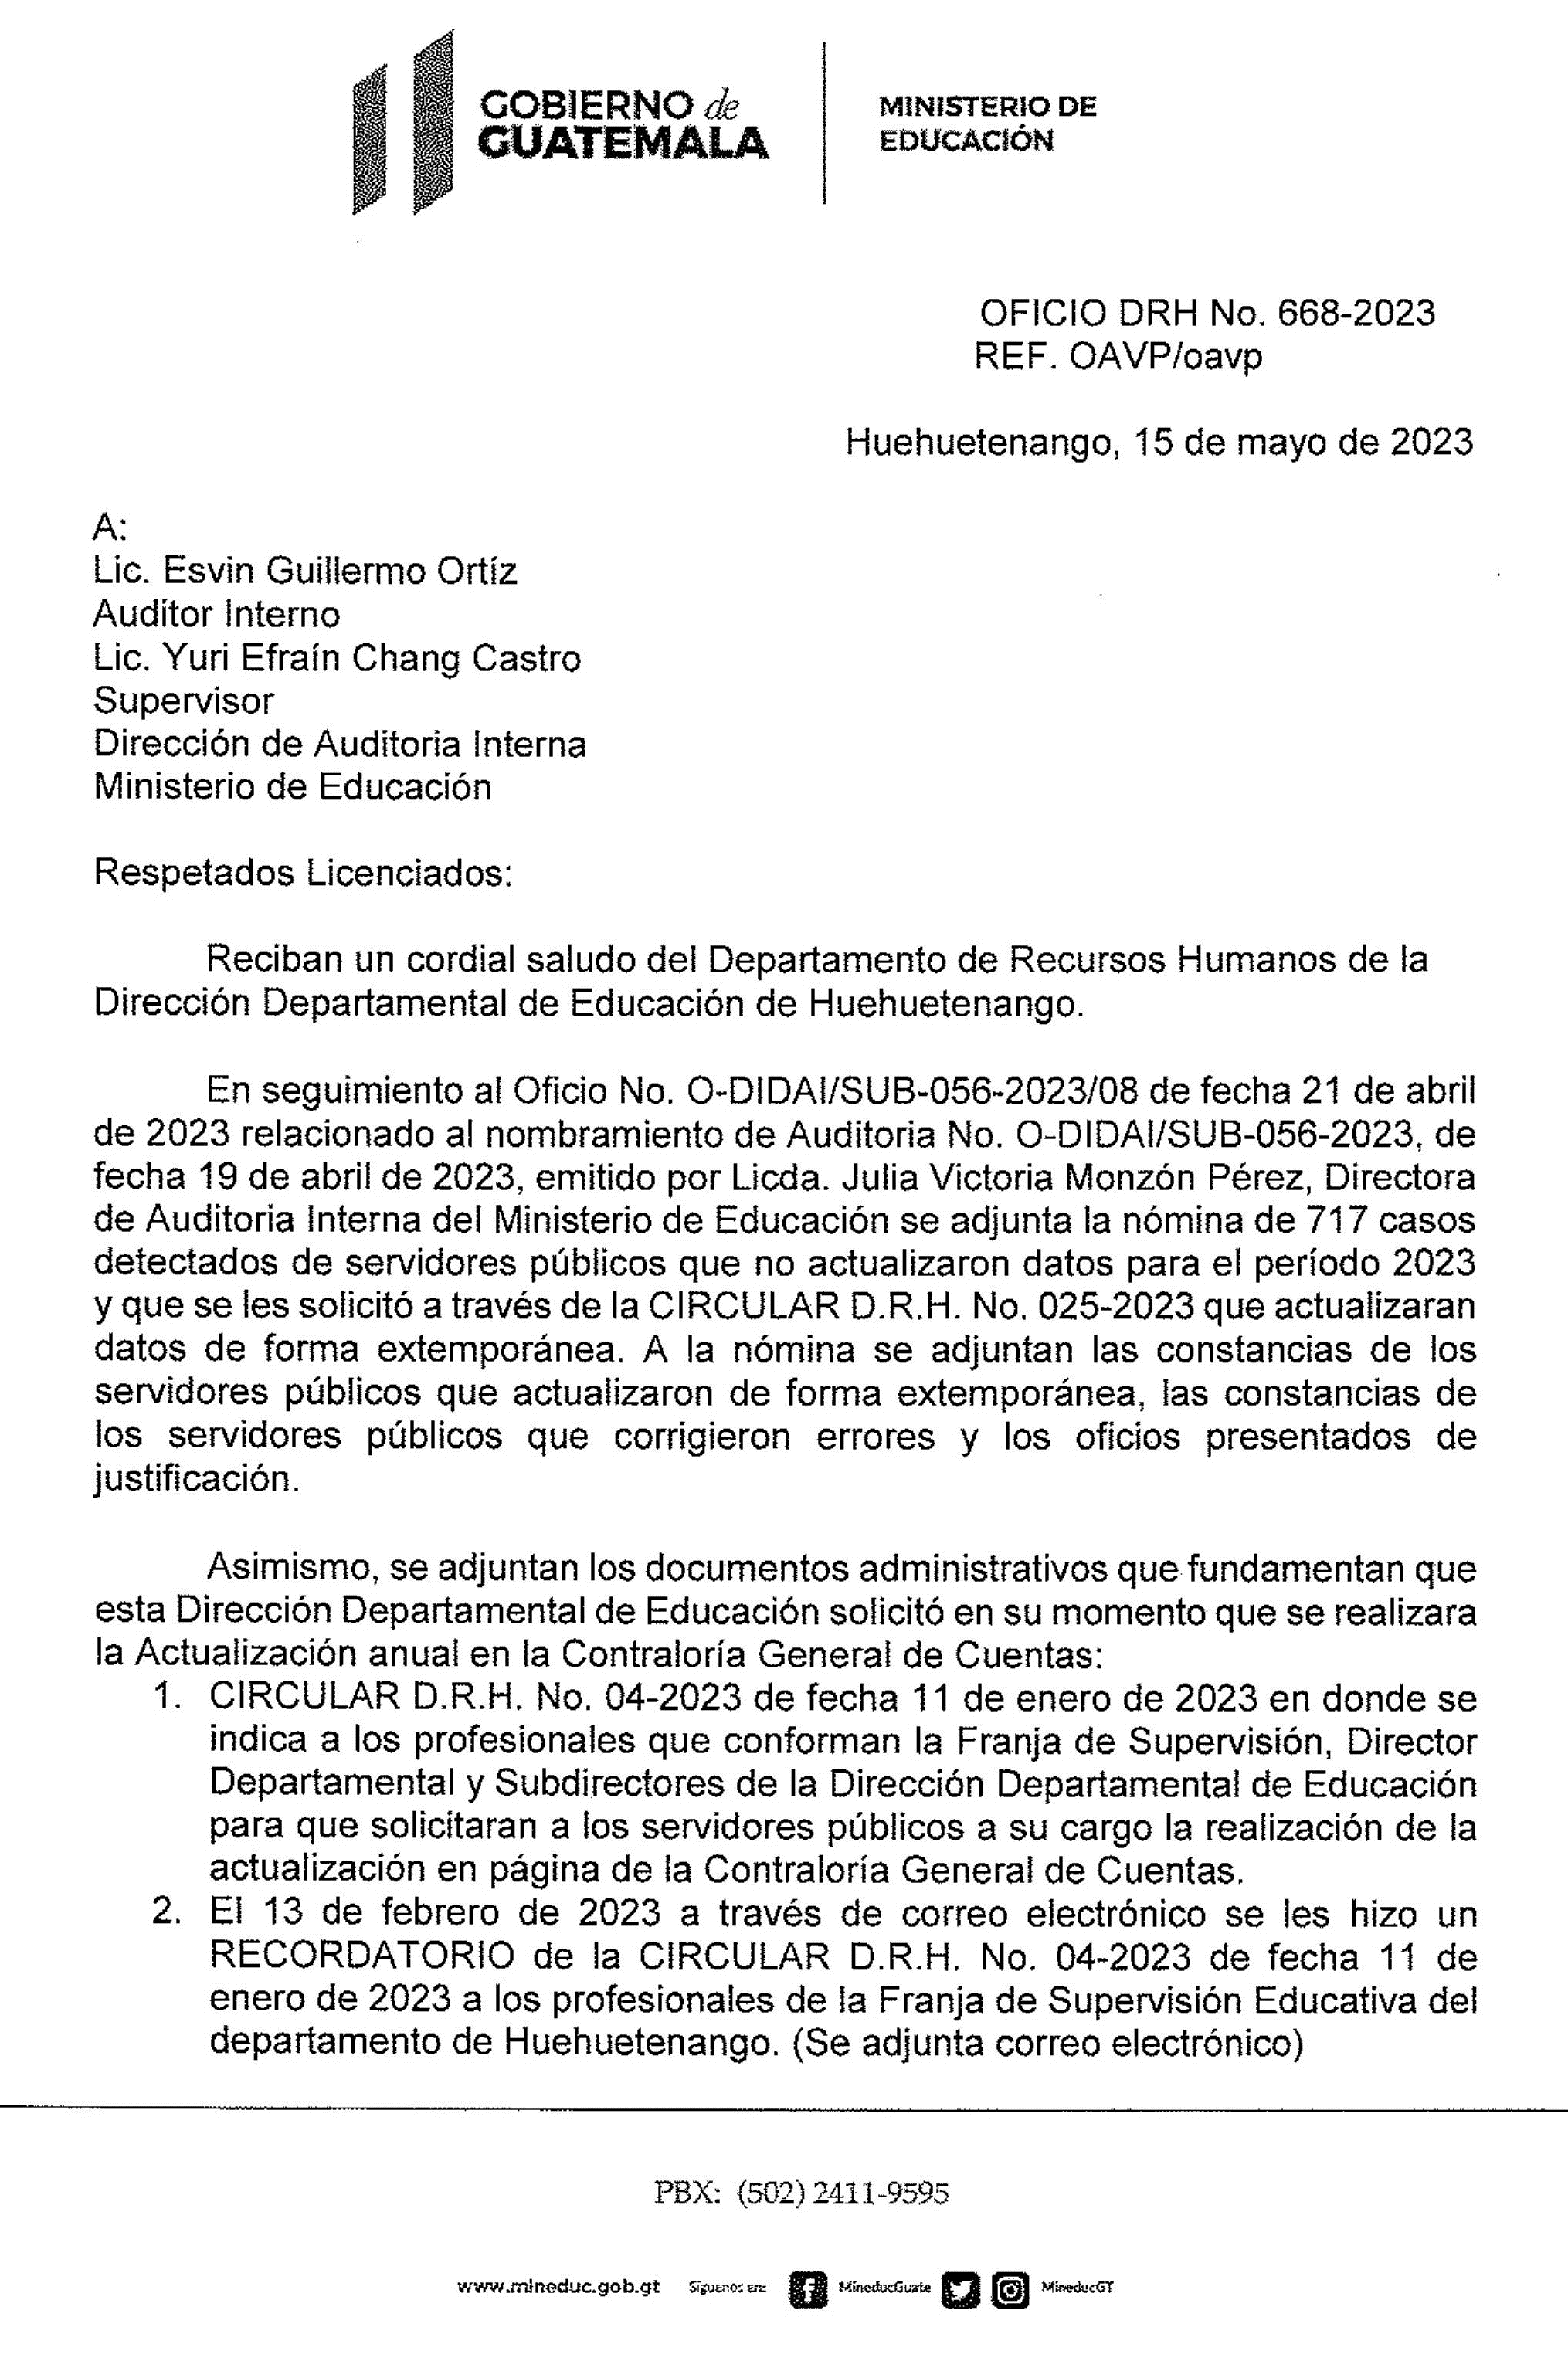 GOBIERNO de
GUATEMALA
MINISTERIO DE
EDUCACIÓN
OFICIO DRH No. 668-2023
REF. OAVP/oavp
Huehuetenango, 15 de mayo de 2023
A:
Lic. Esvin Guillermo Ortíz
Auditor Interno
Lic. Yuri Efraín Chang Castro
Supervisor
Dirección de Auditoria Interna
Ministerio de Educación
Respetados Licenciados:
Reciban un cordial saludo del Departamento de Recursos Humanos de la
Dirección Departamental de Educación de Huehuetenango.
En seguimiento al Oficio No. O-DIDAI/SUB-056-2023/08 de fecha 21 de abril
de 2023 relacionado al nombramiento de Auditoria No. O-DIDAI/SUB-056-2023, de
fecha 19 de abril de 2023, emitido por Licda. Julia Victoria Monzón Pérez, Directora
de Auditoria Interna del Ministerio de Educación se adjunta la nómina de 717 casos
detectados de servidores públicos que no actualizaron datos para el período 2023
y que se les solicitó a través de la CIRCULAR D.R.H. No. 025-2023 que actualizaran
datos de forma extemporánea. A la nómina se adjuntan las constancias de los
servidores públicos que actualizaron de forma extemporánea, las constancias de
los servidores públicos que corrigieron errores y los oficios presentados de
justificación.
Asimismo, se adjuntan los documentos administrativos que fundamentan que
esta Dirección Departamental de Educación solicitó en su momento que se realizara
la Actualización anual en la Contraloría General de Cuentas:
1. CIRCULAR D.R.H. No. 04-2023 de fecha 11 de enero de 2023 en donde se
indica a los profesionales que conforman la Franja de Supervisión, Director
Departamental y Subdirectores de la Dirección Departamental de Educación
para que solicitaran a los servidores públicos a su cargo la realización de la
actualización en página de la Contraloría General de Cuentas.
2. El 13 de febrero de 2023 a través de correo electrónico se les hizo un
RECORDATORIO de la CIRCULAR D.R.H. No. 04-2023 de fecha 11 de
enero de 2023 a los profesionales de la Franja de Supervisión Educativa del
departamento de Huehuetenango. (Se adjunta correo electrónico)
PBX: (502) 2411-9595
www.mineduc.gob.gt Síguenos en: MineducGuate MineducGT